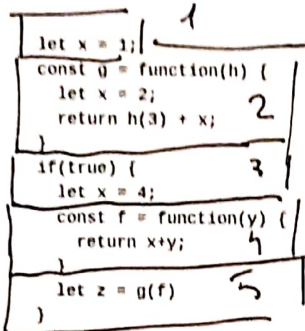 1
let x = 1;
const g = function(h) {
let x = 2;
return h(3) + x;
2
}
if(true) {
3
let x = 4;
const f = function(y) {
return x+y;
4
}
let z = g(f)
5
}